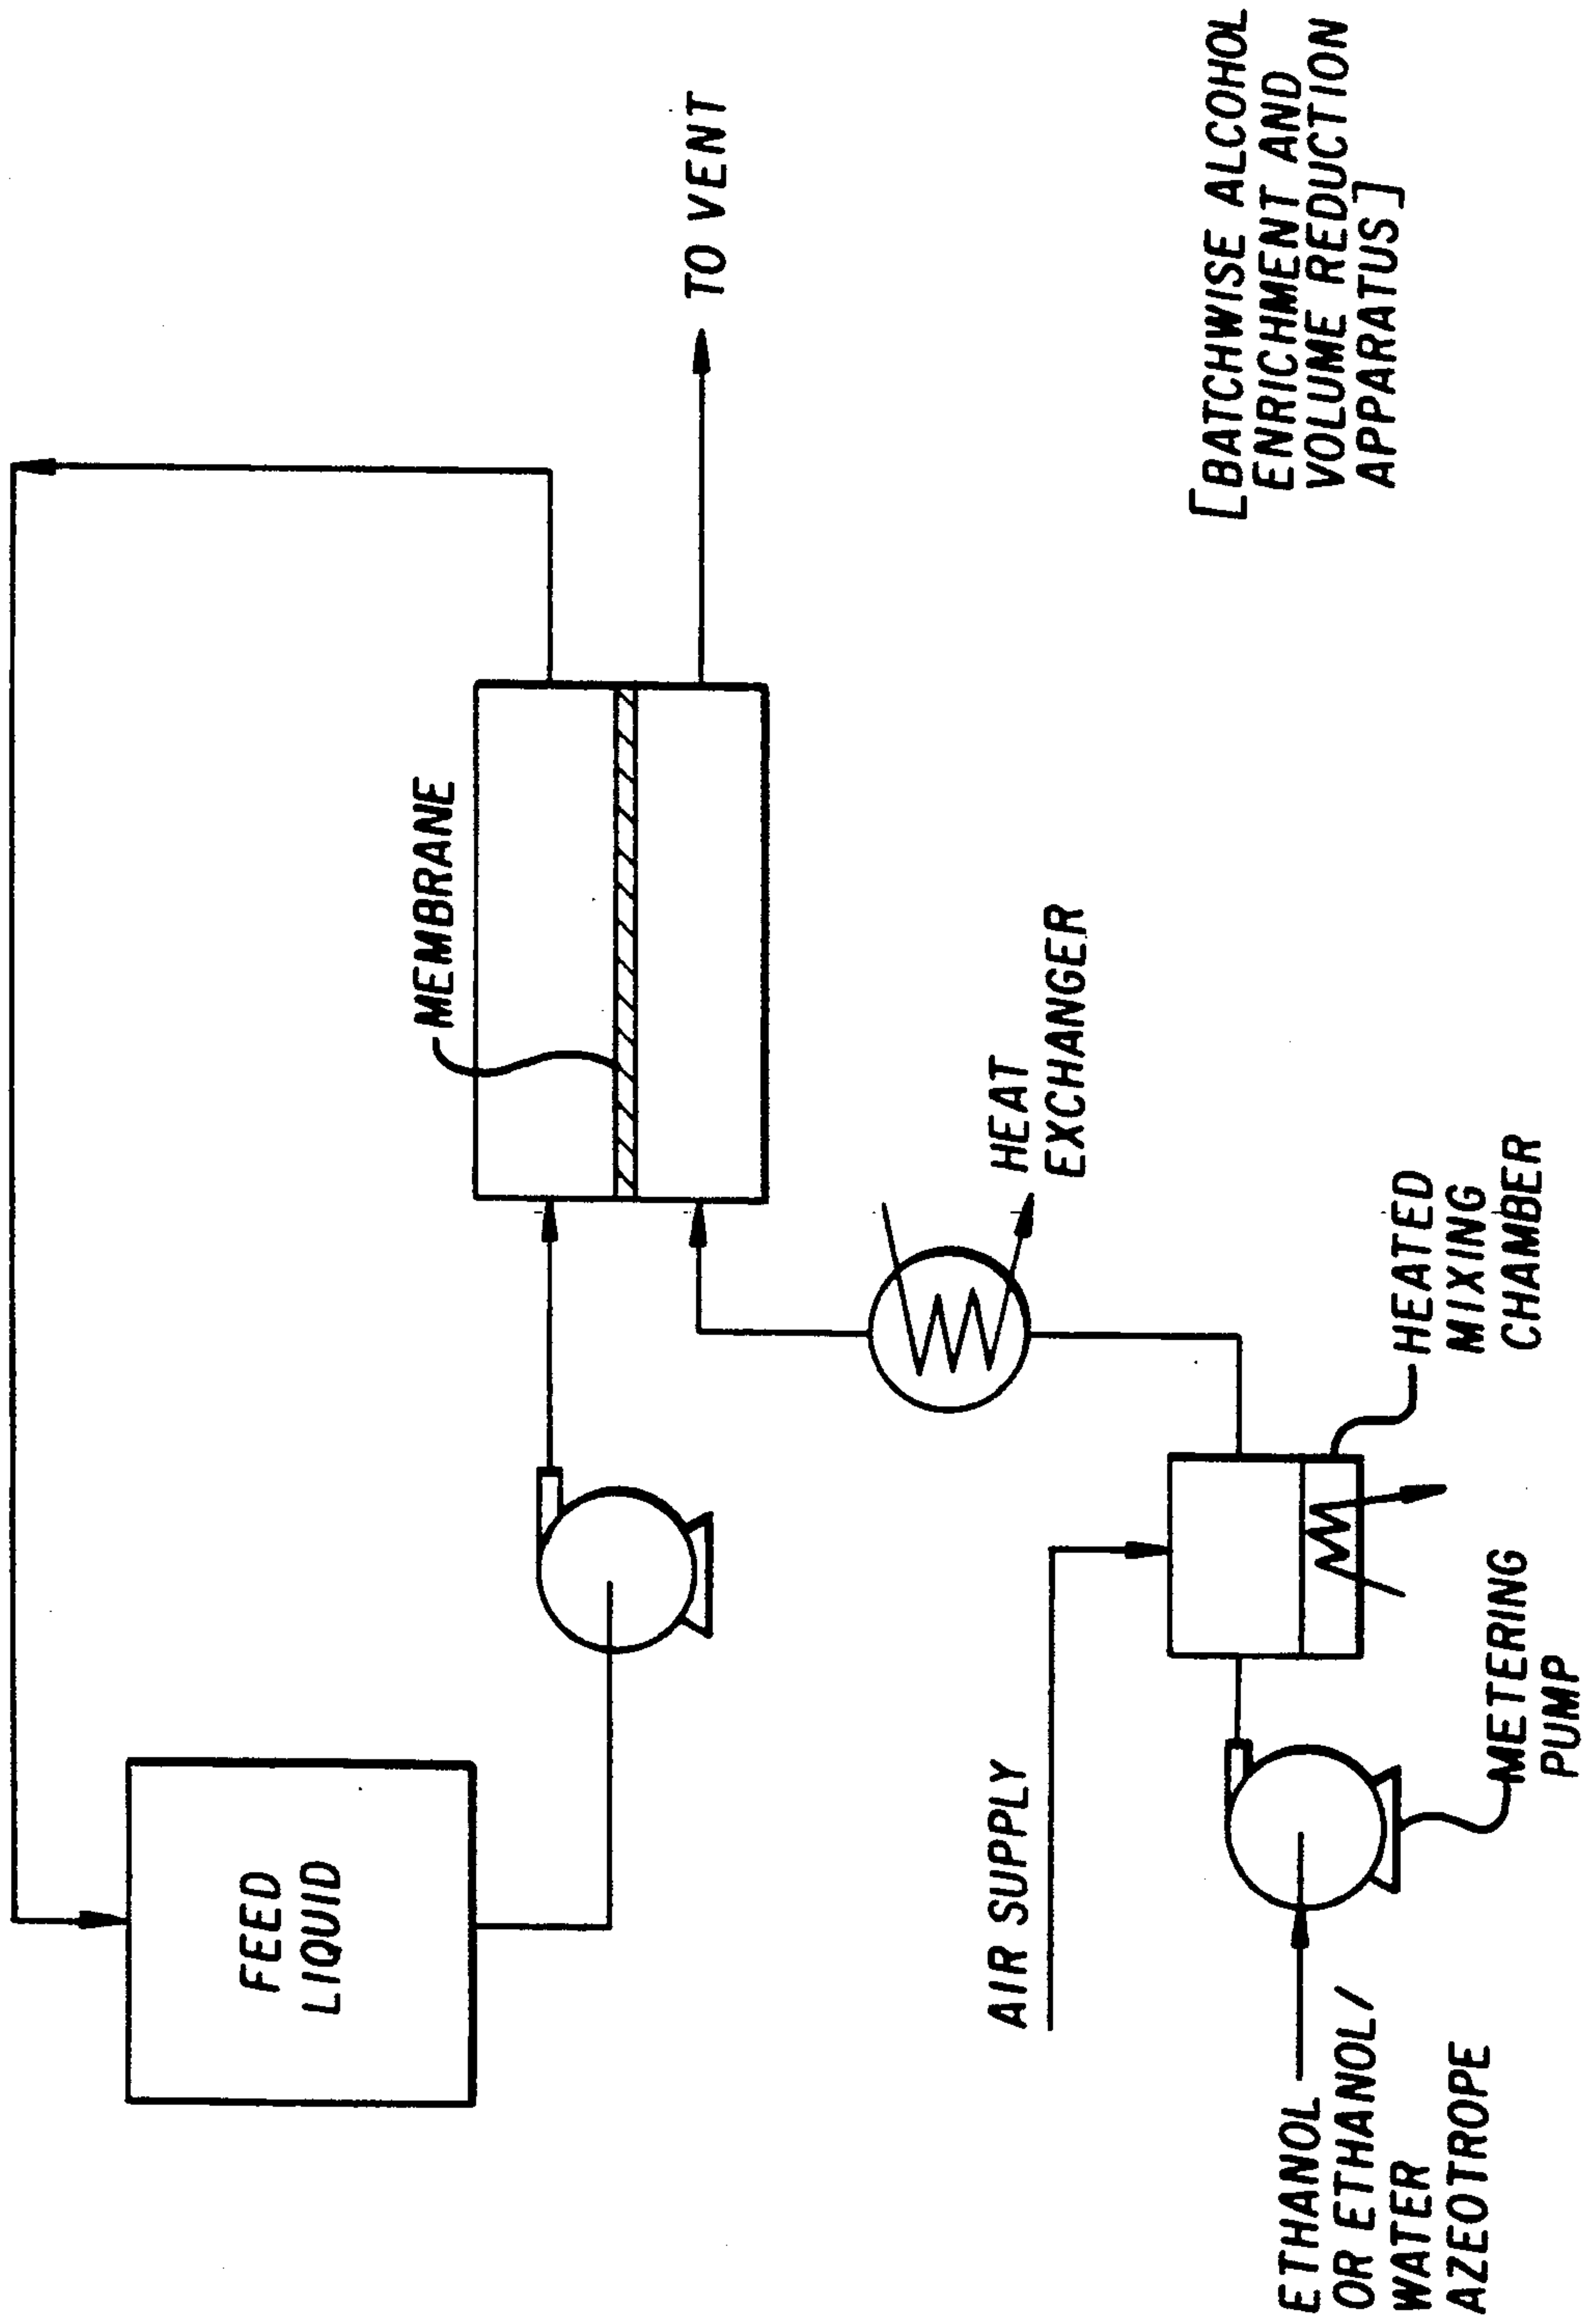 FEED
LIQUID
MEMBRANE
TO VENT
AIR SUPPLY
HEAT
EXCHANGER
ETHANOL
OR ETHANOL/
WATER
AZEOTROPE
METERING
PUMP
HEATED
MIXING
CHAMBER
[BATCHWISE ALCOHOL
ENRICHMENT AND
VOLUME REDUCTION
APPARATUS]